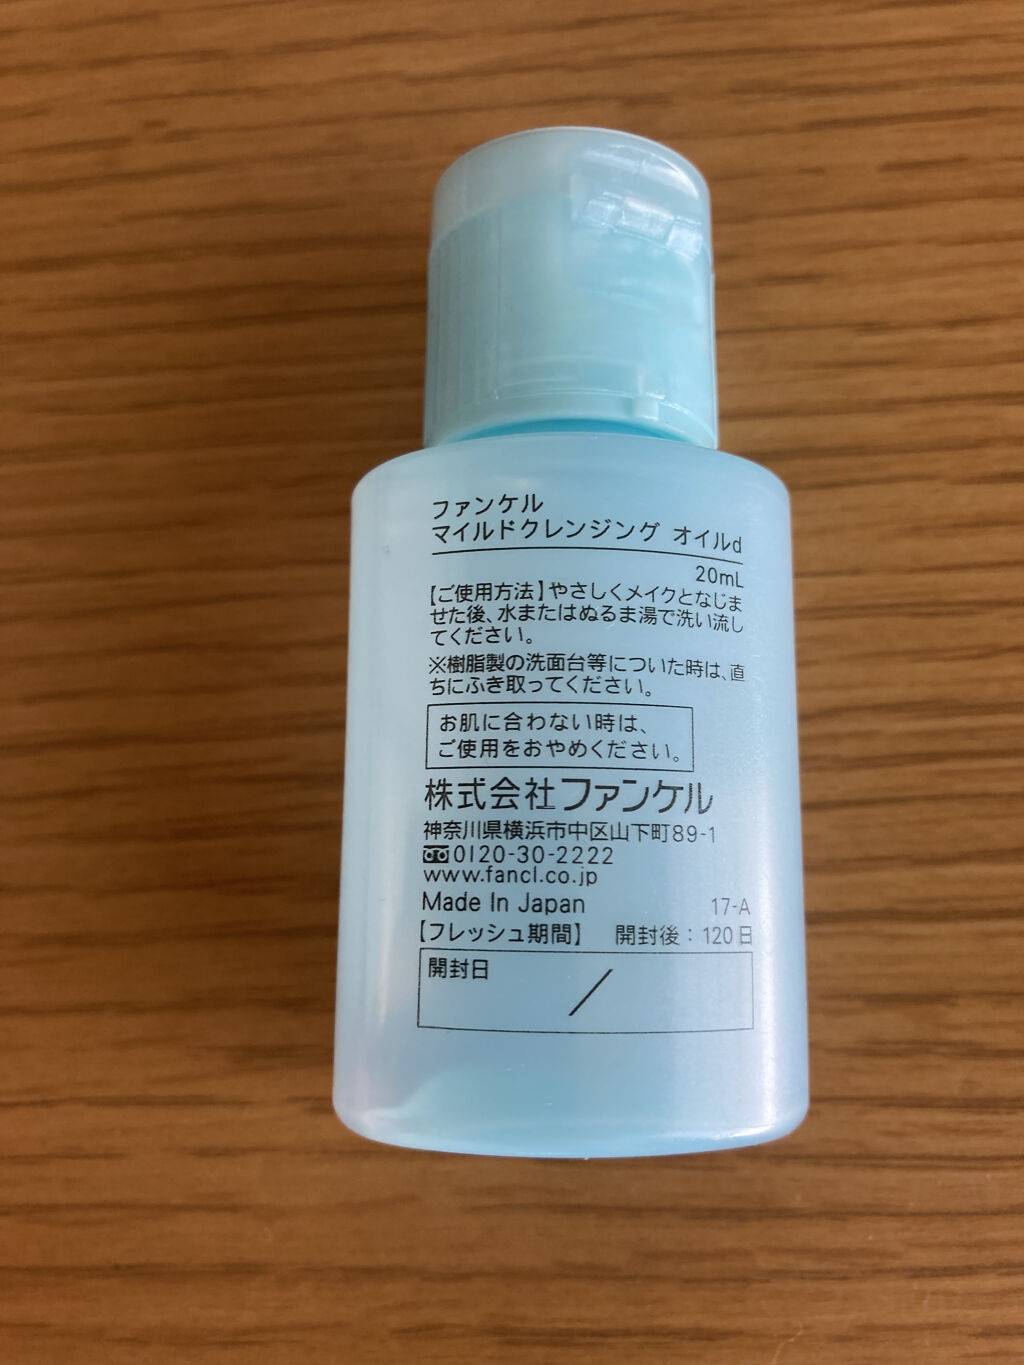 ファンケル
マイルドクレンジング オイルd
20mL
【ご使用方法】やさしくメイクとなじま
せた後、水またはぬるま湯で洗い流し
てください。
※樹脂製の洗面台等についた時は、直
ちにふき取ってください。
お肌に合わない時は、
ご使用をおやめください。
株式会社ファンケル
神奈川県横浜市中区山下町89-1
0120-30-2222
www.fancl.co.jp
Made In Japan 17-A
【フレッシュ期間】 開封後：120日
開封日 /